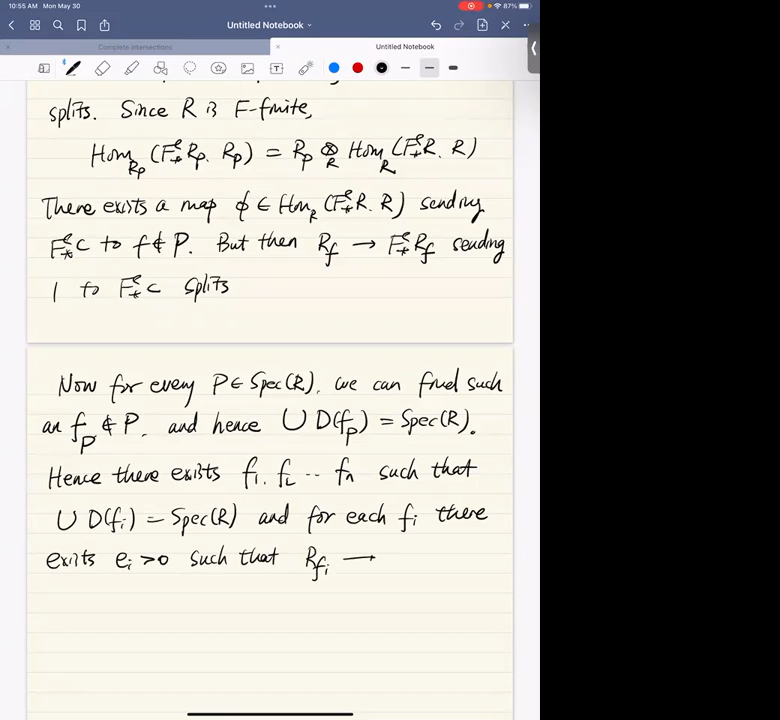 10:55 AM Mon May 30
87%
Untitled Notebook
Complete intersections
Untitled Notebook
splits. Since R is F-finite,
Hom_{R_P}(F^e_* R_P, R_P) = R_P ⊗_R Hom_R(F^e_* R, R)
There exists a map φ ∈ Hom_R(F^e_* R, R) sending
F^e_* c to f ∉ P. But then R_f → F^e_* R_f sending
1 to F^e_* c splits
Now for every P ∈ Spec(R), we can find such
an f_P ∉ P, and hence ∪ D(f_P) = Spec(R).
Hence there exists f_1, f_2 .. f_n such that
∪ D(f_i) = Spec(R) and for each f_i there
exists e_i > 0 such that R_{f_i} →